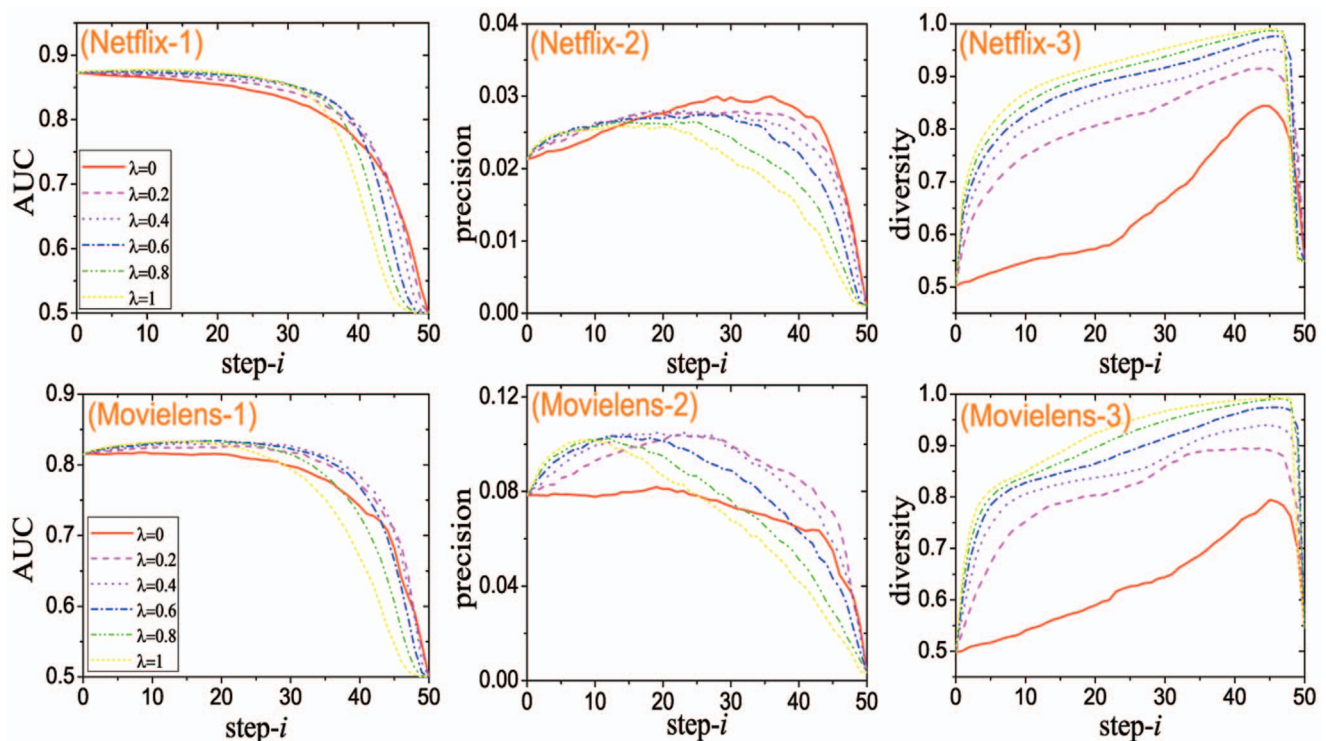 (Netflix-1)
AUC
0.9
0.8
0.7
0.6
0.5
λ=0
λ=0.2
λ=0.4
λ=0.6
λ=0.8
λ=1
0 10 20 30 40 50
step-i
(Netflix-2)
precision
0.04
0.03
0.02
0.01
0.00
0 10 20 30 40 50
step-i
(Netflix-3)
diversity
1.0
0.9
0.8
0.7
0.6
0.5
0 10 20 30 40 50
step-i
(Movielens-1)
AUC
0.9
0.8
0.7
0.6
0.5
λ=0
λ=0.2
λ=0.4
λ=0.6
λ=0.8
λ=1
0 10 20 30 40 50
step-i
(Movielens-2)
precision
0.12
0.08
0.04
0.00
0 10 20 30 40 50
step-i
(Movielens-3)
diversity
1.0
0.9
0.8
0.7
0.6
0.5
0 10 20 30 40 50
step-i